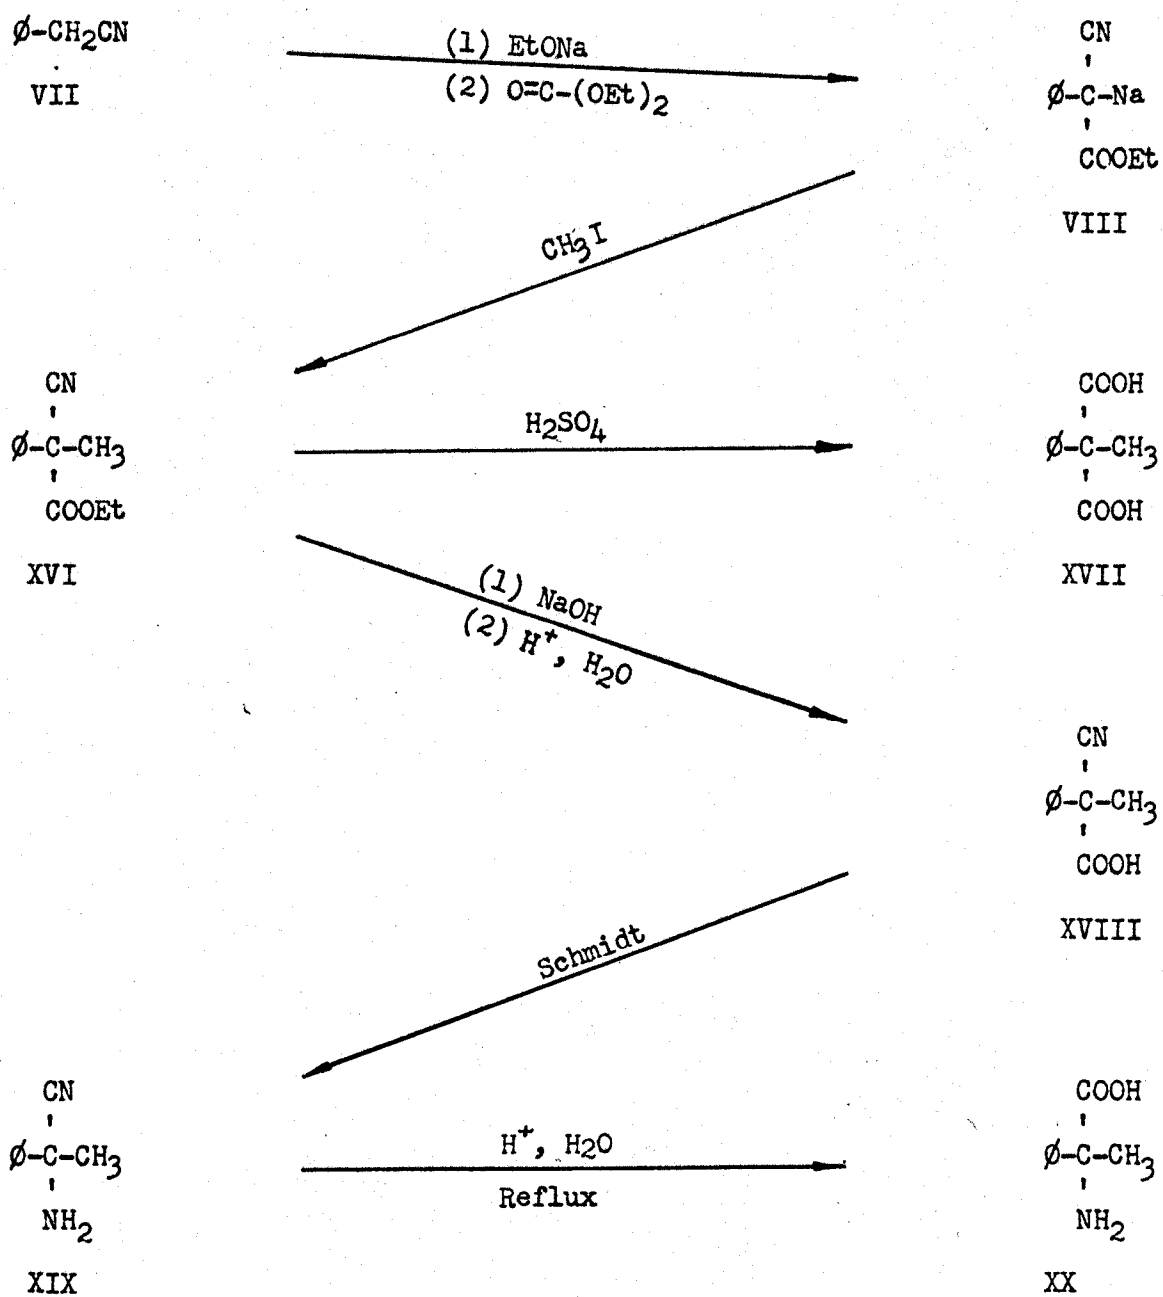 Ø-CH2CN
(1) EtONa
(2) O=C-(OEt)2
VII
CN
Ø-C-Na
COOEt
VIII
CH3I
CN
Ø-C-CH3
COOEt
XVI
H2SO4
COOH
Ø-C-CH3
COOH
XVII
(1) NaOH
(2) H+, H2O
CN
Ø-C-CH3
COOH
XVIII
Schmidt
CN
Ø-C-CH3
NH2
XIX
H+, H2O
Reflux
COOH
Ø-C-CH3
NH2
XX